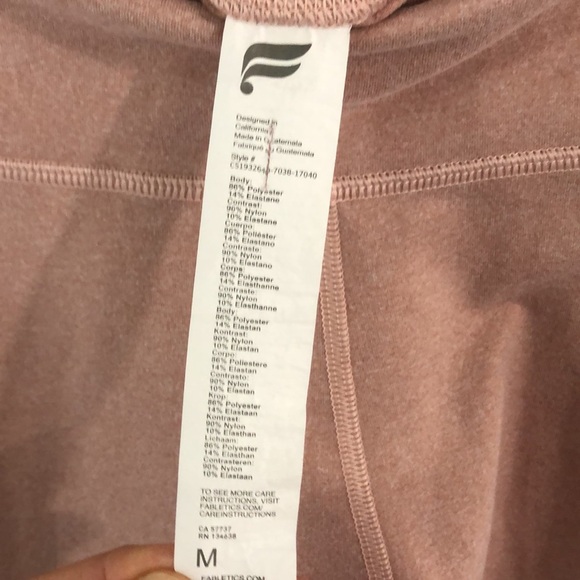 Designed in
California
Made in Guatemala
Fabrique au Guatemala
Style #
-7036-17040
Body:
86% Polyester
14% Elastane
Contrast:
90% Nylon
10% Elastane
Cuerpo:
86% Poliéster
14% Elastano
Contraste:
90% Nylon
10% Elastano
Corps:
86% Polyester
14% Elasthanne
Contraste:
90% Nylon
10% Elasthanne
Body:
86% Polyester
14% Elastan
Kontrast:
90% Nylon
10% Elastan
Corpo:
86% Poliestere
14% Elastan
Contrasto:
90% Nylon
10% Elastan
Krop:
86% Polyester
14% Elastaan
Kontrast:
90% Nylon
10% Elasthan
Lichaam:
86% Polyester
14% Elasthan
Contrasteren:
90% Nylon
10% Elastaan
TO SEE MORE CARE
INSTRUCTIONS, VISIT
FABLETICS.COM/
CAREINSTRUCTIONS
CA 57737
RN 134638
M
FABLETICS.COM